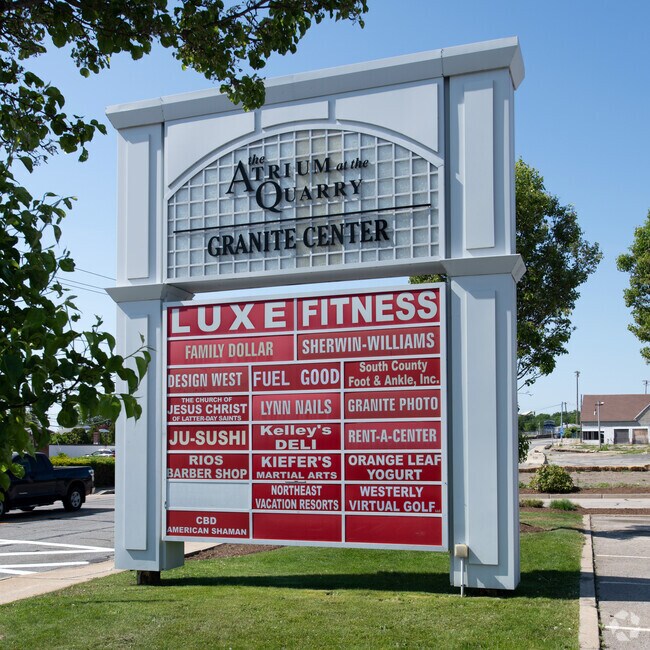 the
ATRIUM at the
QUARRY
GRANITE CENTER
LUXE FITNESS
FAMILY DOLLAR
SHERWIN-WILLIAMS
DESIGN WEST
FUEL GOOD
South County
Foot & Ankle, Inc.
THE CHURCH OF
JESUS CHRIST
OF LATTER-DAY SAINTS
LYNN NAILS
GRANITE PHOTO
JU-SUSHI
Kelley's
DELI
RENT-A-CENTER
RIOS
BARBER SHOP
KIEFER'S
MARTIAL ARTS
ORANGE LEAF
YOGURT
NORTHEAST
VACATION RESORTS
WESTERLY
VIRTUAL GOLF
CBD
AMERICAN SHAMAN